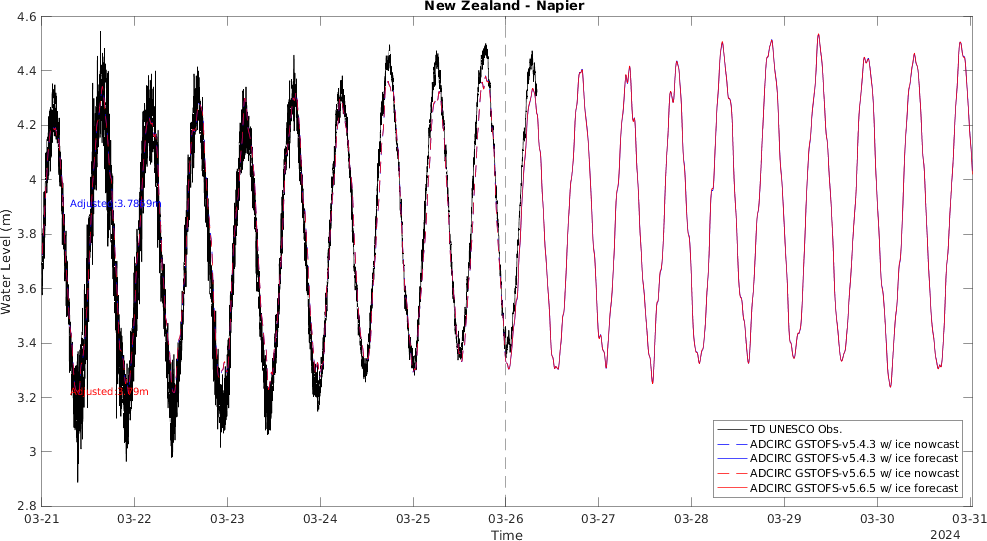 New Zealand - Napier
4.6
4.4
4.2
4
3.8
3.6
3.4
3.2
3
2.8
Water Level (m)
Adjusted:3.7869m
TD UNESCO Obs.
ADCIRC GSTOFS-v5.4.3 w/ ice nowcast
ADCIRC GSTOFS-v5.4.3 w/ ice forecast
ADCIRC GSTOFS-v5.6.5 w/ ice nowcast
ADCIRC GSTOFS-v5.6.5 w/ ice forecast
03-21 03-22 03-23 03-24 03-25 03-26 03-27 03-28 03-29 03-30 03-31
Time
2024